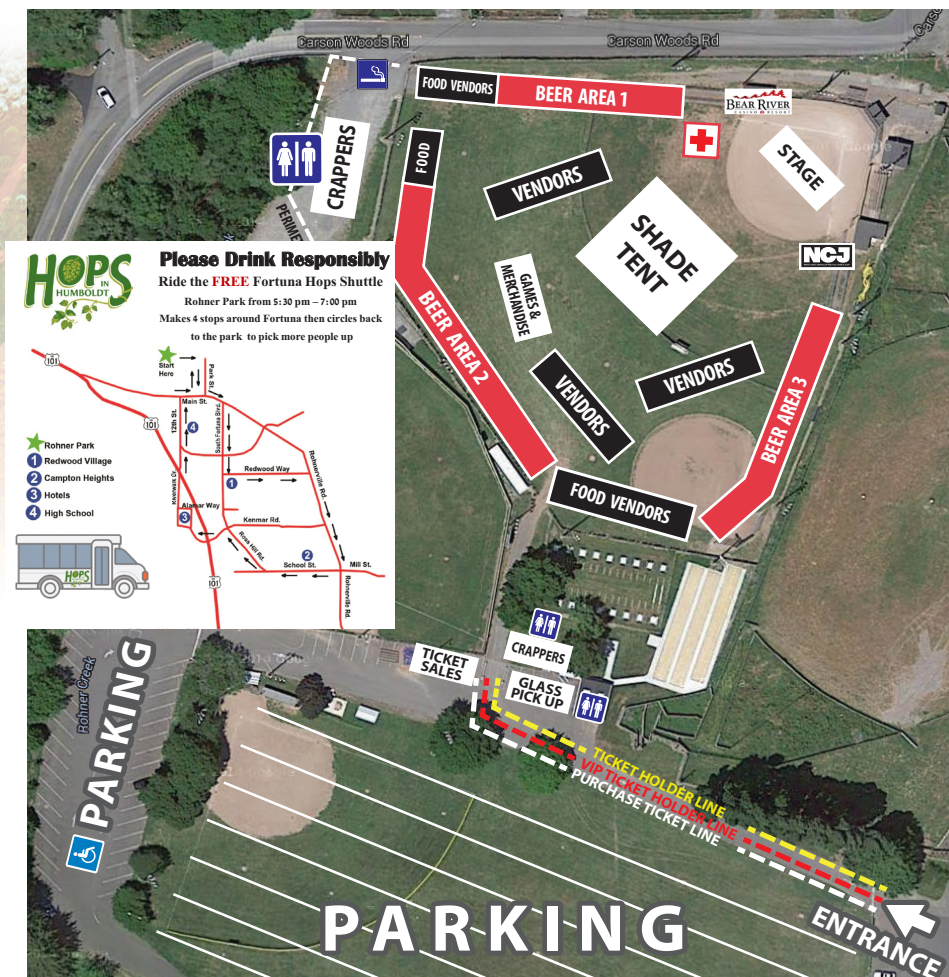 Carson Woods Rd
Carson Woods Rd
FOOD VENDORS
BEER AREA 1
BEAR RIVER
CASINO RESORT
CRAPPERS
FOOD
VENDORS
STAGE
SHADE
TENT
NCJ
GAMES &
MERCHANDISE
BEER AREA 2
VENDORS
VENDORS
BEER AREA 3
FOOD VENDORS
HOPS
IN
HUMBOLDT
Please Drink Responsibly
Ride the FREE Fortuna Hops Shuttle
Rohner Park from 5:30 pm – 7:00 pm
Makes 4 stops around Fortuna then circles back
to the park to pick more people up
101
101
101
Start
Here
Park St.
Main St.
12th St.
4
South Fortuna Blvd.
Rohnerville Rd.
Redwood Way
1
Alamar Way
3
Kenmar Rd.
Ross Hill Rd.
2
School St.
Mill St.
Rohnerville Rd.
Rohner Park
1 Redwood Village
2 Campton Heights
3 Hotels
4 High School
HOPS
TICKET
SALES
CRAPPERS
GLASS
PICK UP
TICKET HOLDER LINE
VIP TICKET HOLDER LINE
PURCHASE TICKET LINE
Rohner Creek
PARKING
PARKING
ENTRANCE